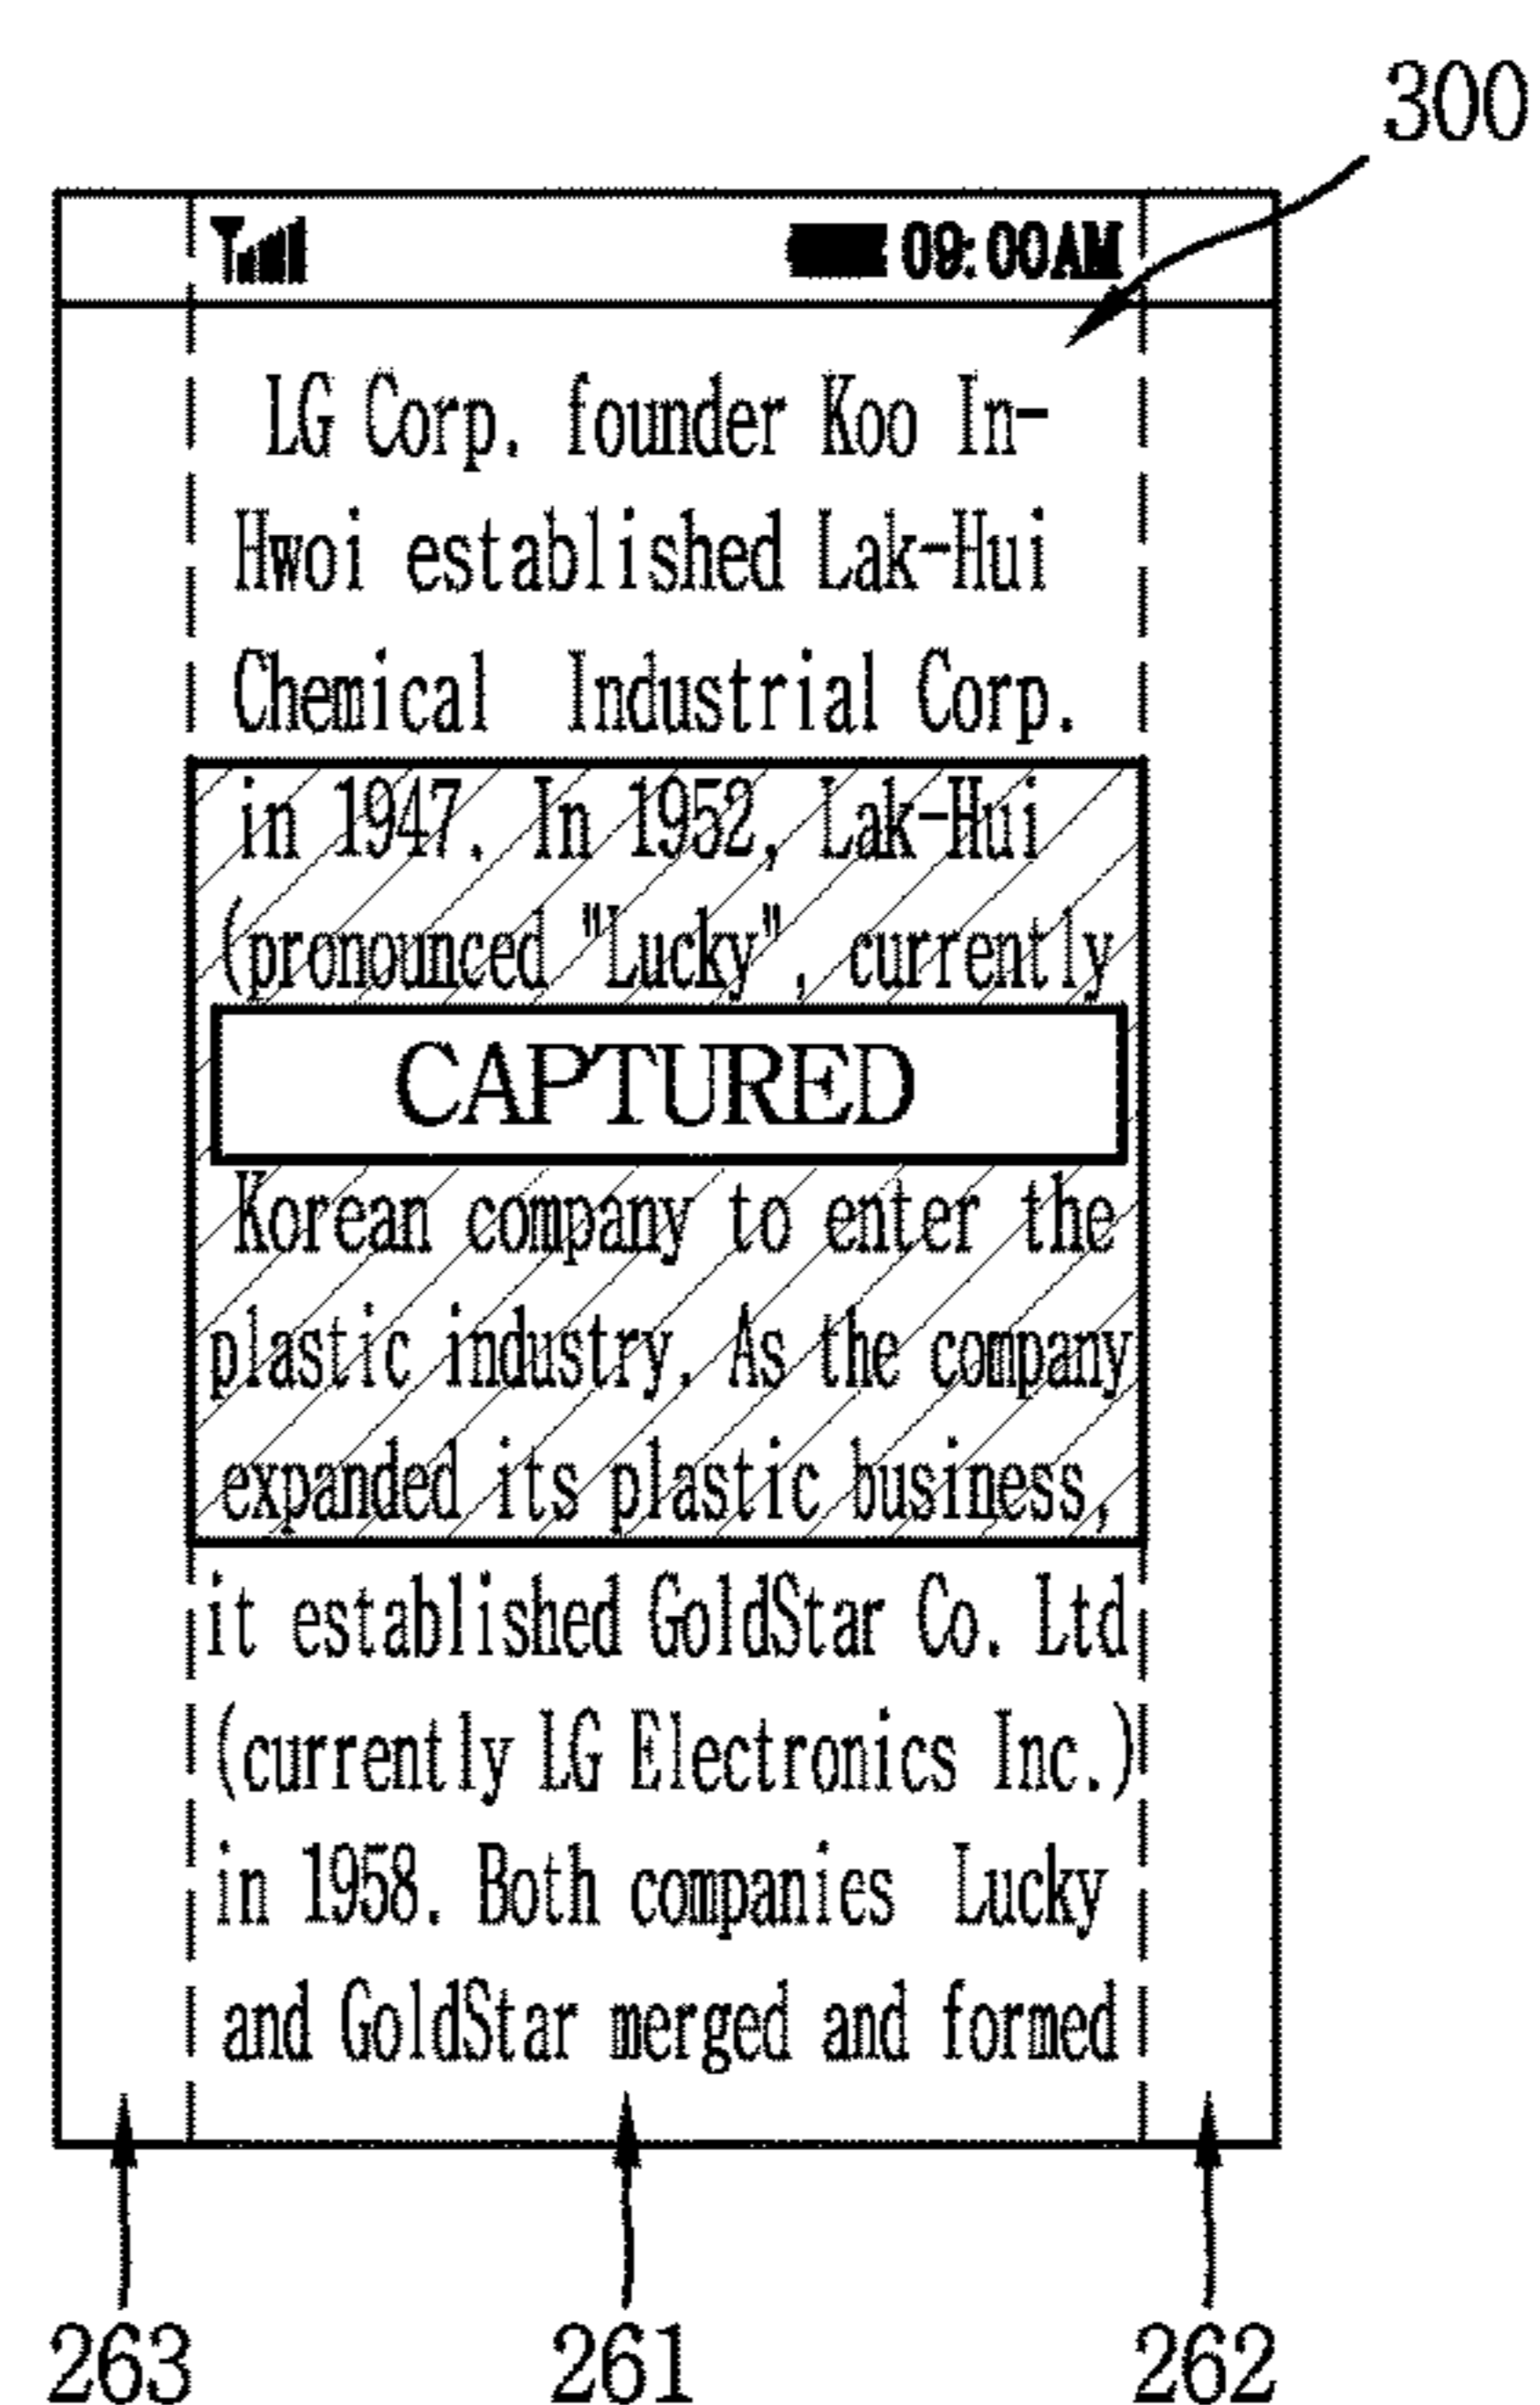 300
09:00AM
LG Corp. founder Koo In-
Hwoi established Lak-Hui
Chemical Industrial Corp.
in 1947. In 1952, Lak-Hui
(pronounced "Lucky", currently
CAPTURED
Korean company to enter the
plastic industry. As the company
expanded its plastic business,
it established GoldStar Co. Ltd
(currently LG Electronics Inc.)
in 1958. Both companies Lucky
and GoldStar merged and formed
263 261 262